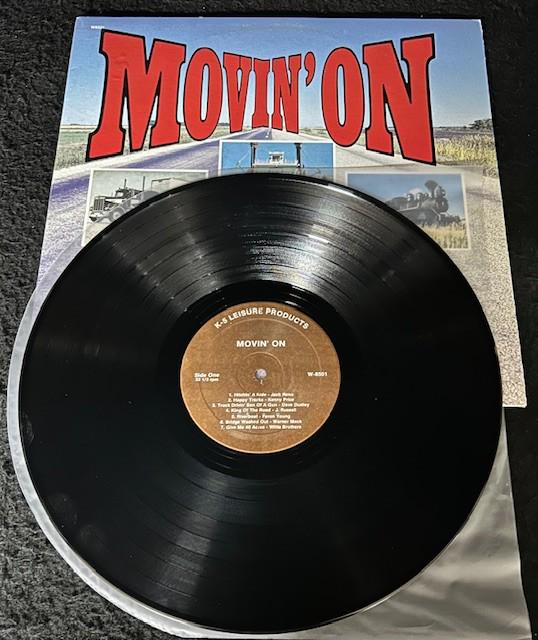 W8501
MOVIN' ON
K-5 LEISURE PRODUCTS
MOVIN' ON
Side One
33 1/3 rpm
W-8501
1. Hitchin' A Ride - Jack Reno
2. Happy Tracks - Kenny Price
3. Truck Drivin' Son Of A Gun - Dave Dudley
4. King Of The Road - J. Russell
5. Riverboat - Faron Young
6. Bridge Washed Out - Warner Mack
7. Give Me 40 Acres - Willis Brothers